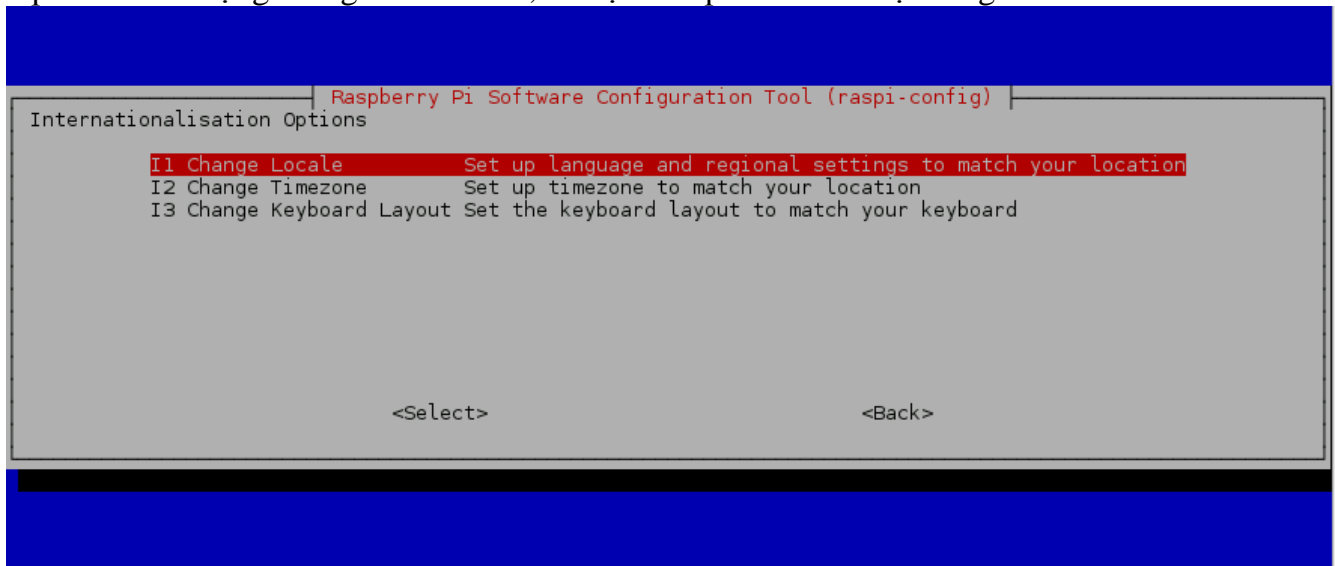 Raspberry Pi Software Configuration Tool (raspi-config)
Internationalisation Options
I1 Change Locale Set up language and regional settings to match your location
I2 Change Timezone Set up timezone to match your location
I3 Change Keyboard Layout Set the keyboard layout to match your keyboard
<Select> <Back>